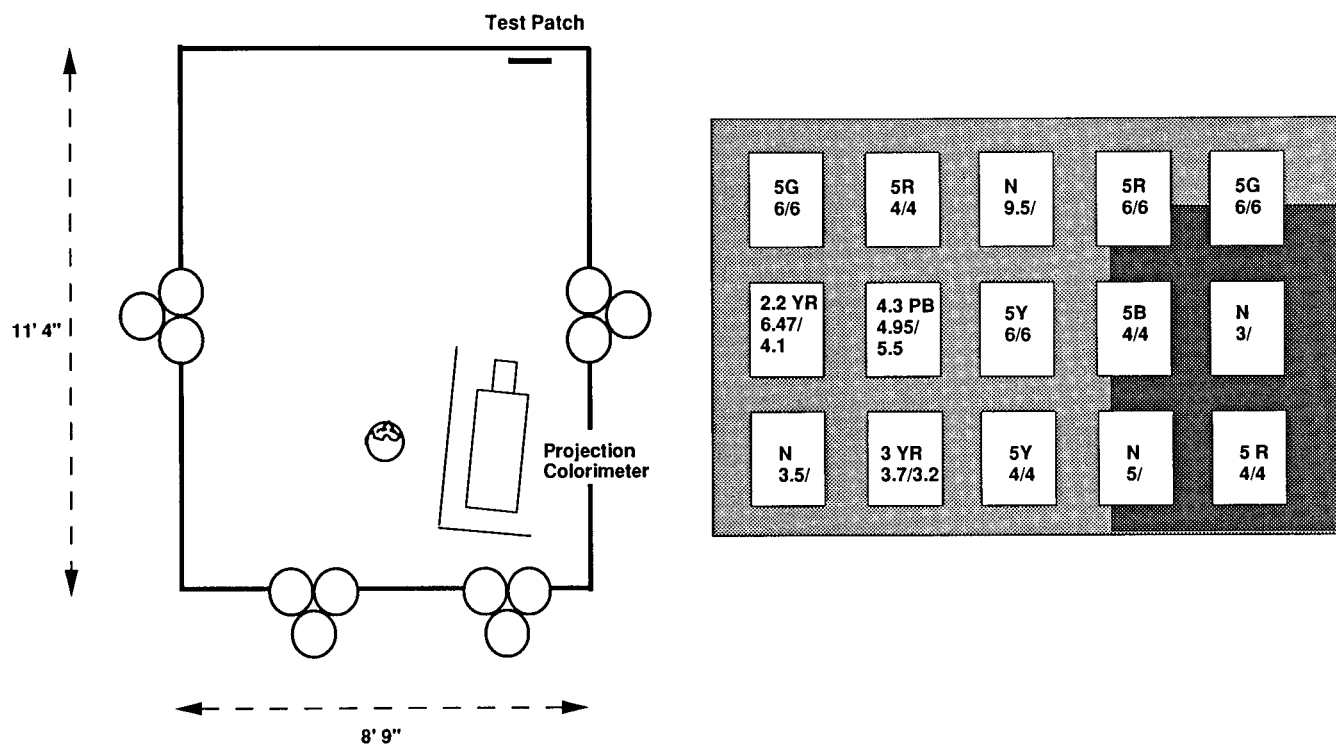 Test Patch
11' 4"
Projection
Colorimeter
8' 9"
5G
6/6
5R
4/4
N
9.5/
5R
6/6
5G
6/6
2.2 YR
6.47/
4.1
4.3 PB
4.95/
5.5
5Y
6/6
5B
4/4
N
3/
N
3.5/
3 YR
3.7/3.2
5Y
4/4
N
5/
5 R
4/4